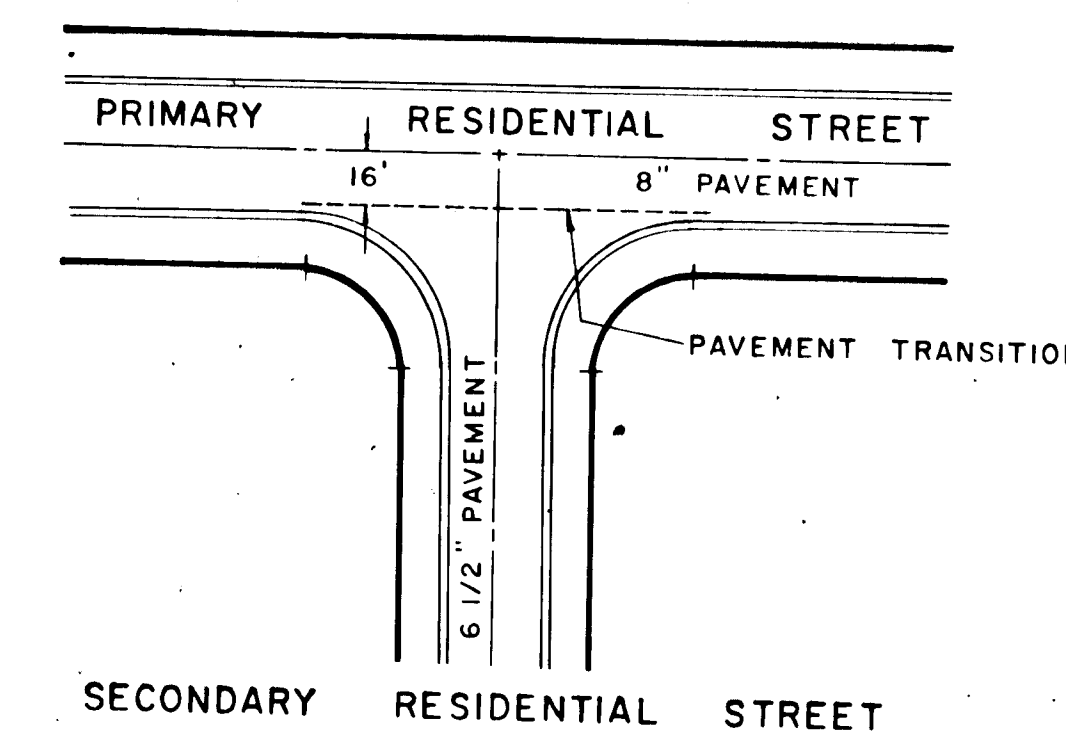 PRIMARY RESIDENTIAL STREET
16'
8" PAVEMENT
PAVEMENT TRANSITIO
6 1/2" PAVEMENT
SECONDARY RESIDENTIAL STREET